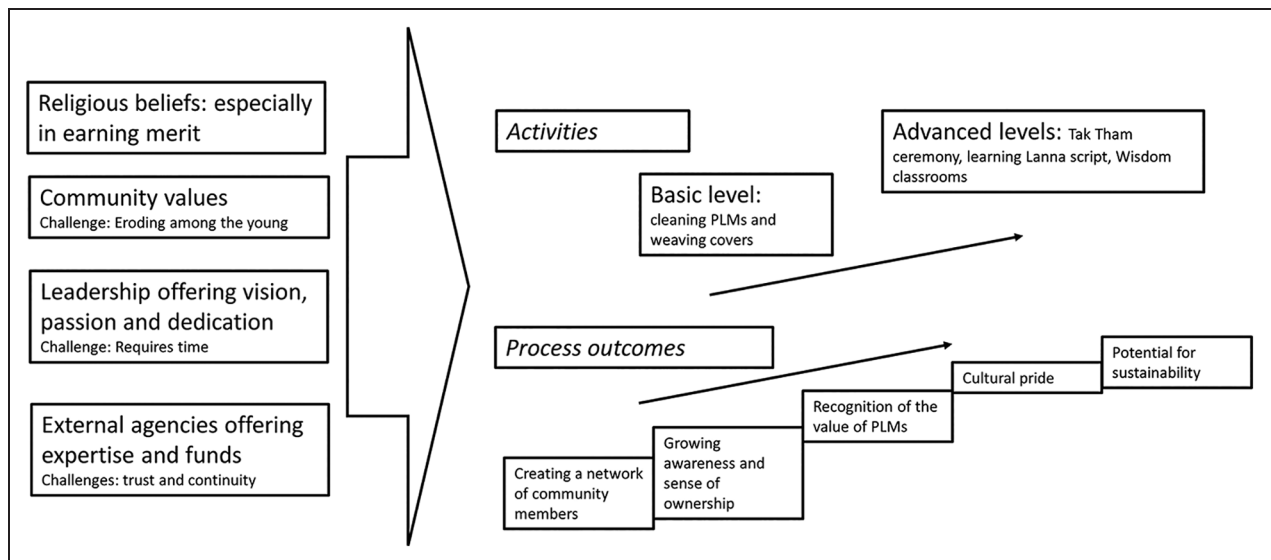 Religious beliefs: especially
in earning merit
Community values
Challenge: Eroding among the young
Leadership offering vision,
passion and dedication
Challenge: Requires time
External agencies offering
expertise and funds
Challenges: trust and continuity
Activities
Basic level:
cleaning PLMs and
weaving covers
Advanced levels: Tak Tham
ceremony, learning Lanna script, Wisdom
classrooms
Process outcomes
Creating a network
of community
members
Growing
awareness and
sense of
ownership
Recognition of the
value of PLMs
Cultural pride
Potential for
sustainability